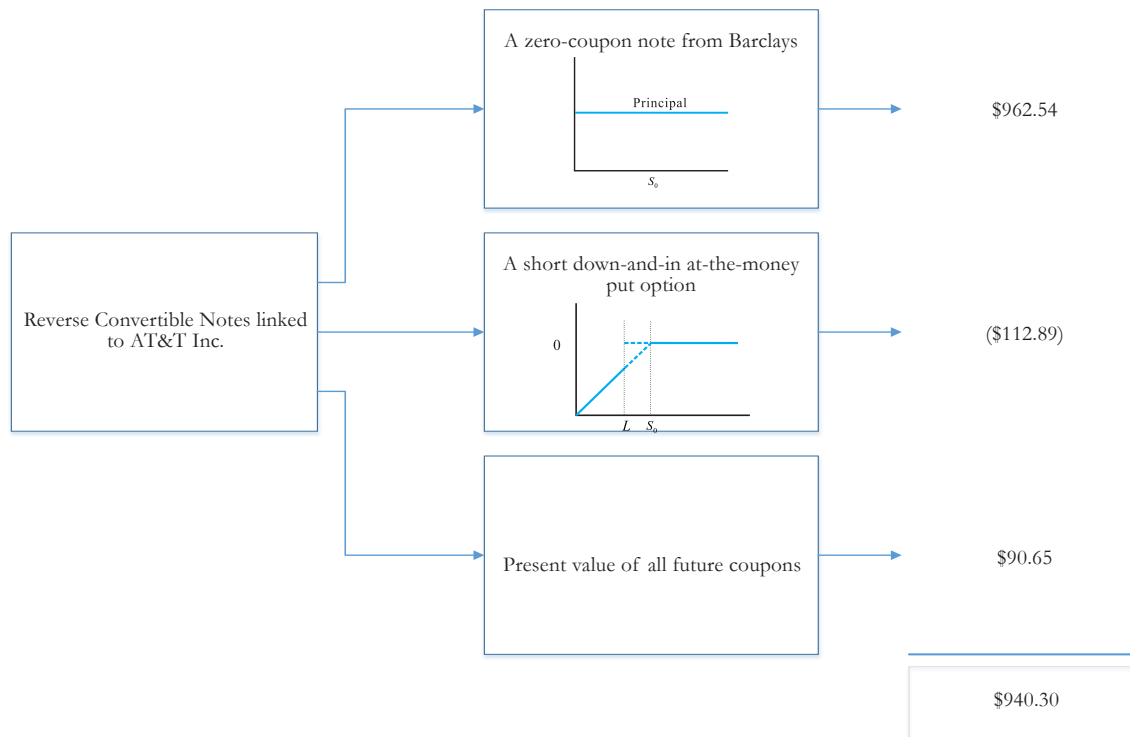 A zero-coupon note from Barclays
Principal
S₀
$962.54
Reverse Convertible Notes linked
to AT&T Inc.
A short down-and-in at-the-money
put option
0
L S₀
($112.89)
Present value of all future coupons
$90.65
$940.30